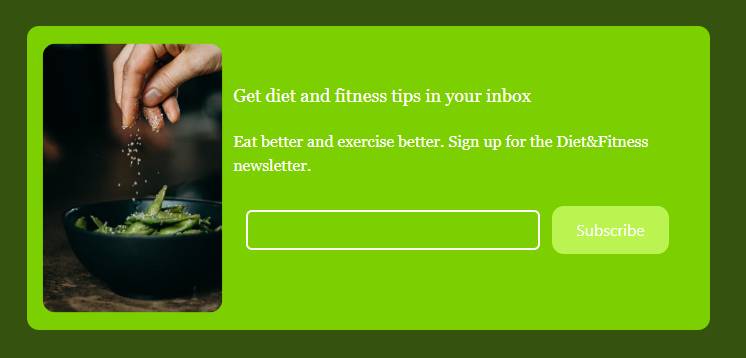 Get diet and fitness tips in your inbox
Eat better and exercise better. Sign up for the Diet&Fitness
newsletter.
Subscribe